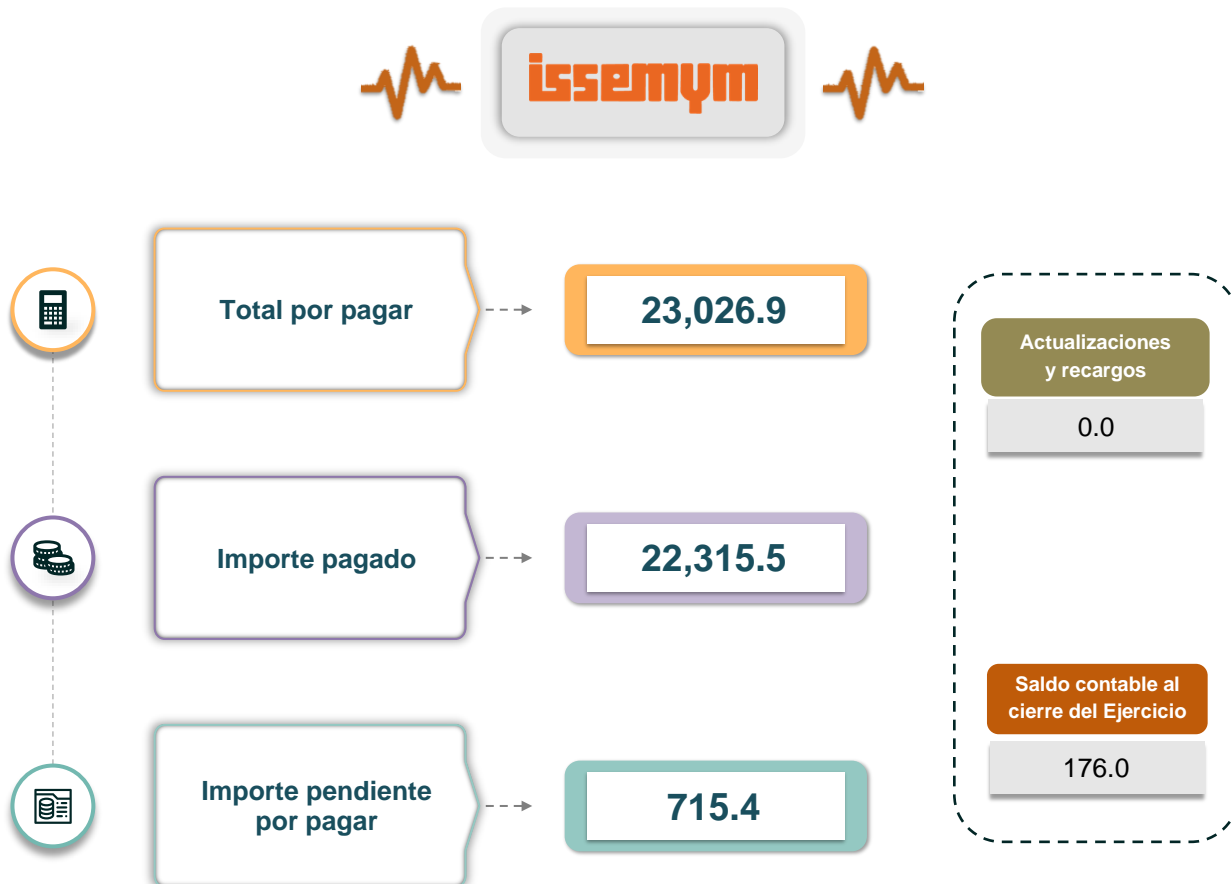 issemym
Total por pagar
23,026.9
Actualizaciones
y recargos
0.0
Importe pagado
22,315.5
Saldo contable al
cierre del Ejercicio
176.0
Importe pendiente
por pagar
715.4